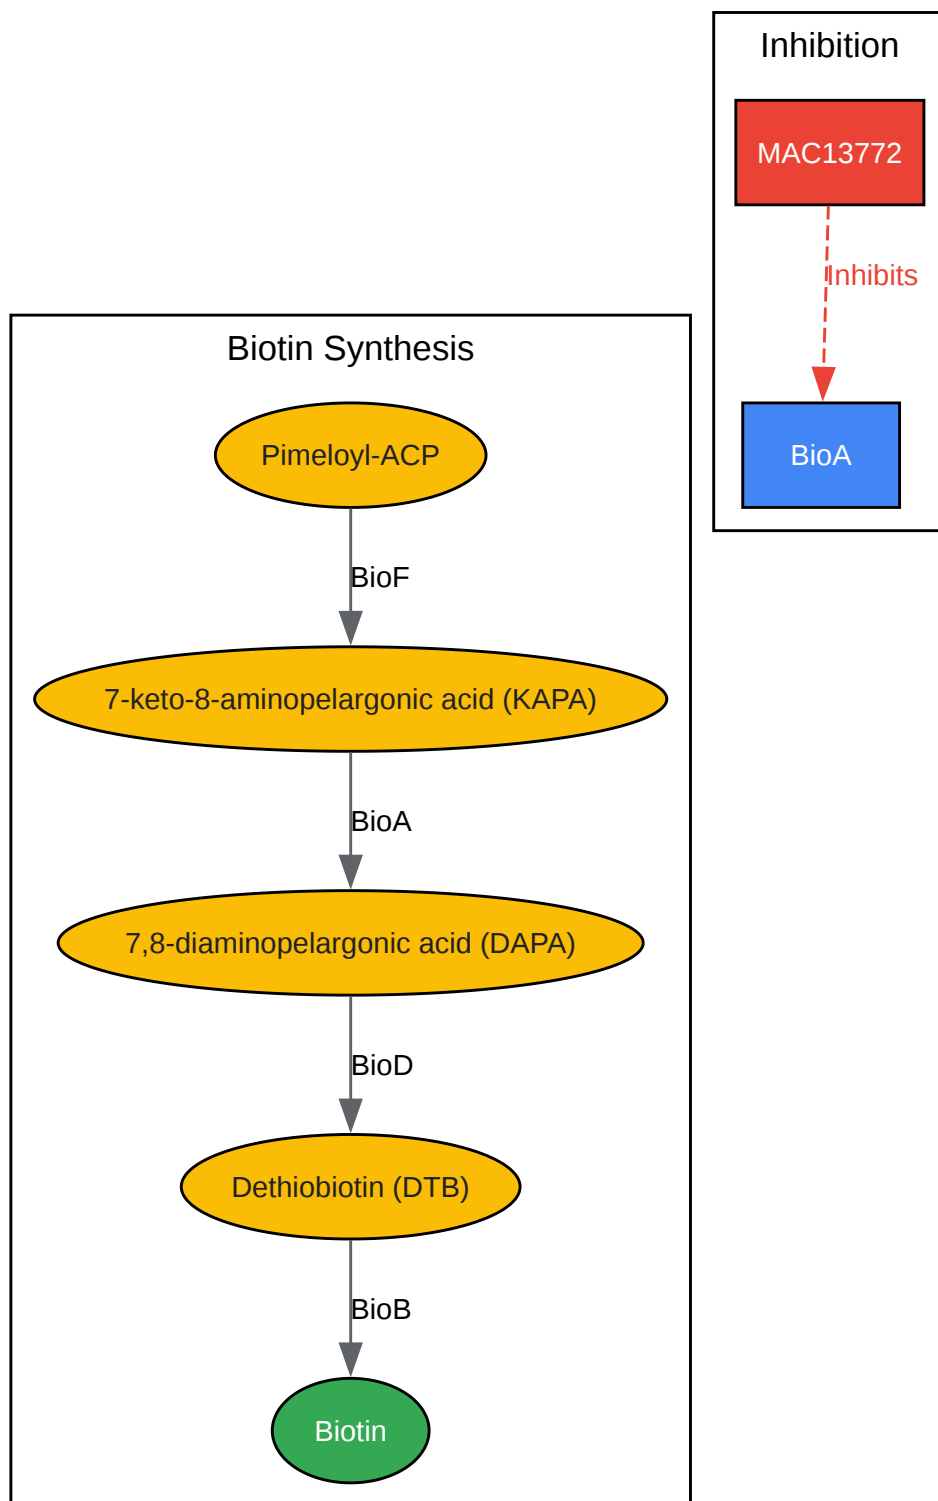 Inhibition
MAC13772
Inhibits
BioA
Biotin Synthesis
Pimeloyl-ACP
BioF
7-keto-8-aminopelargonic acid (KAPA)
BioA
7,8-diaminopelargonic acid (DAPA)
BioD
Dethiobiotin (DTB)
BioB
Biotin